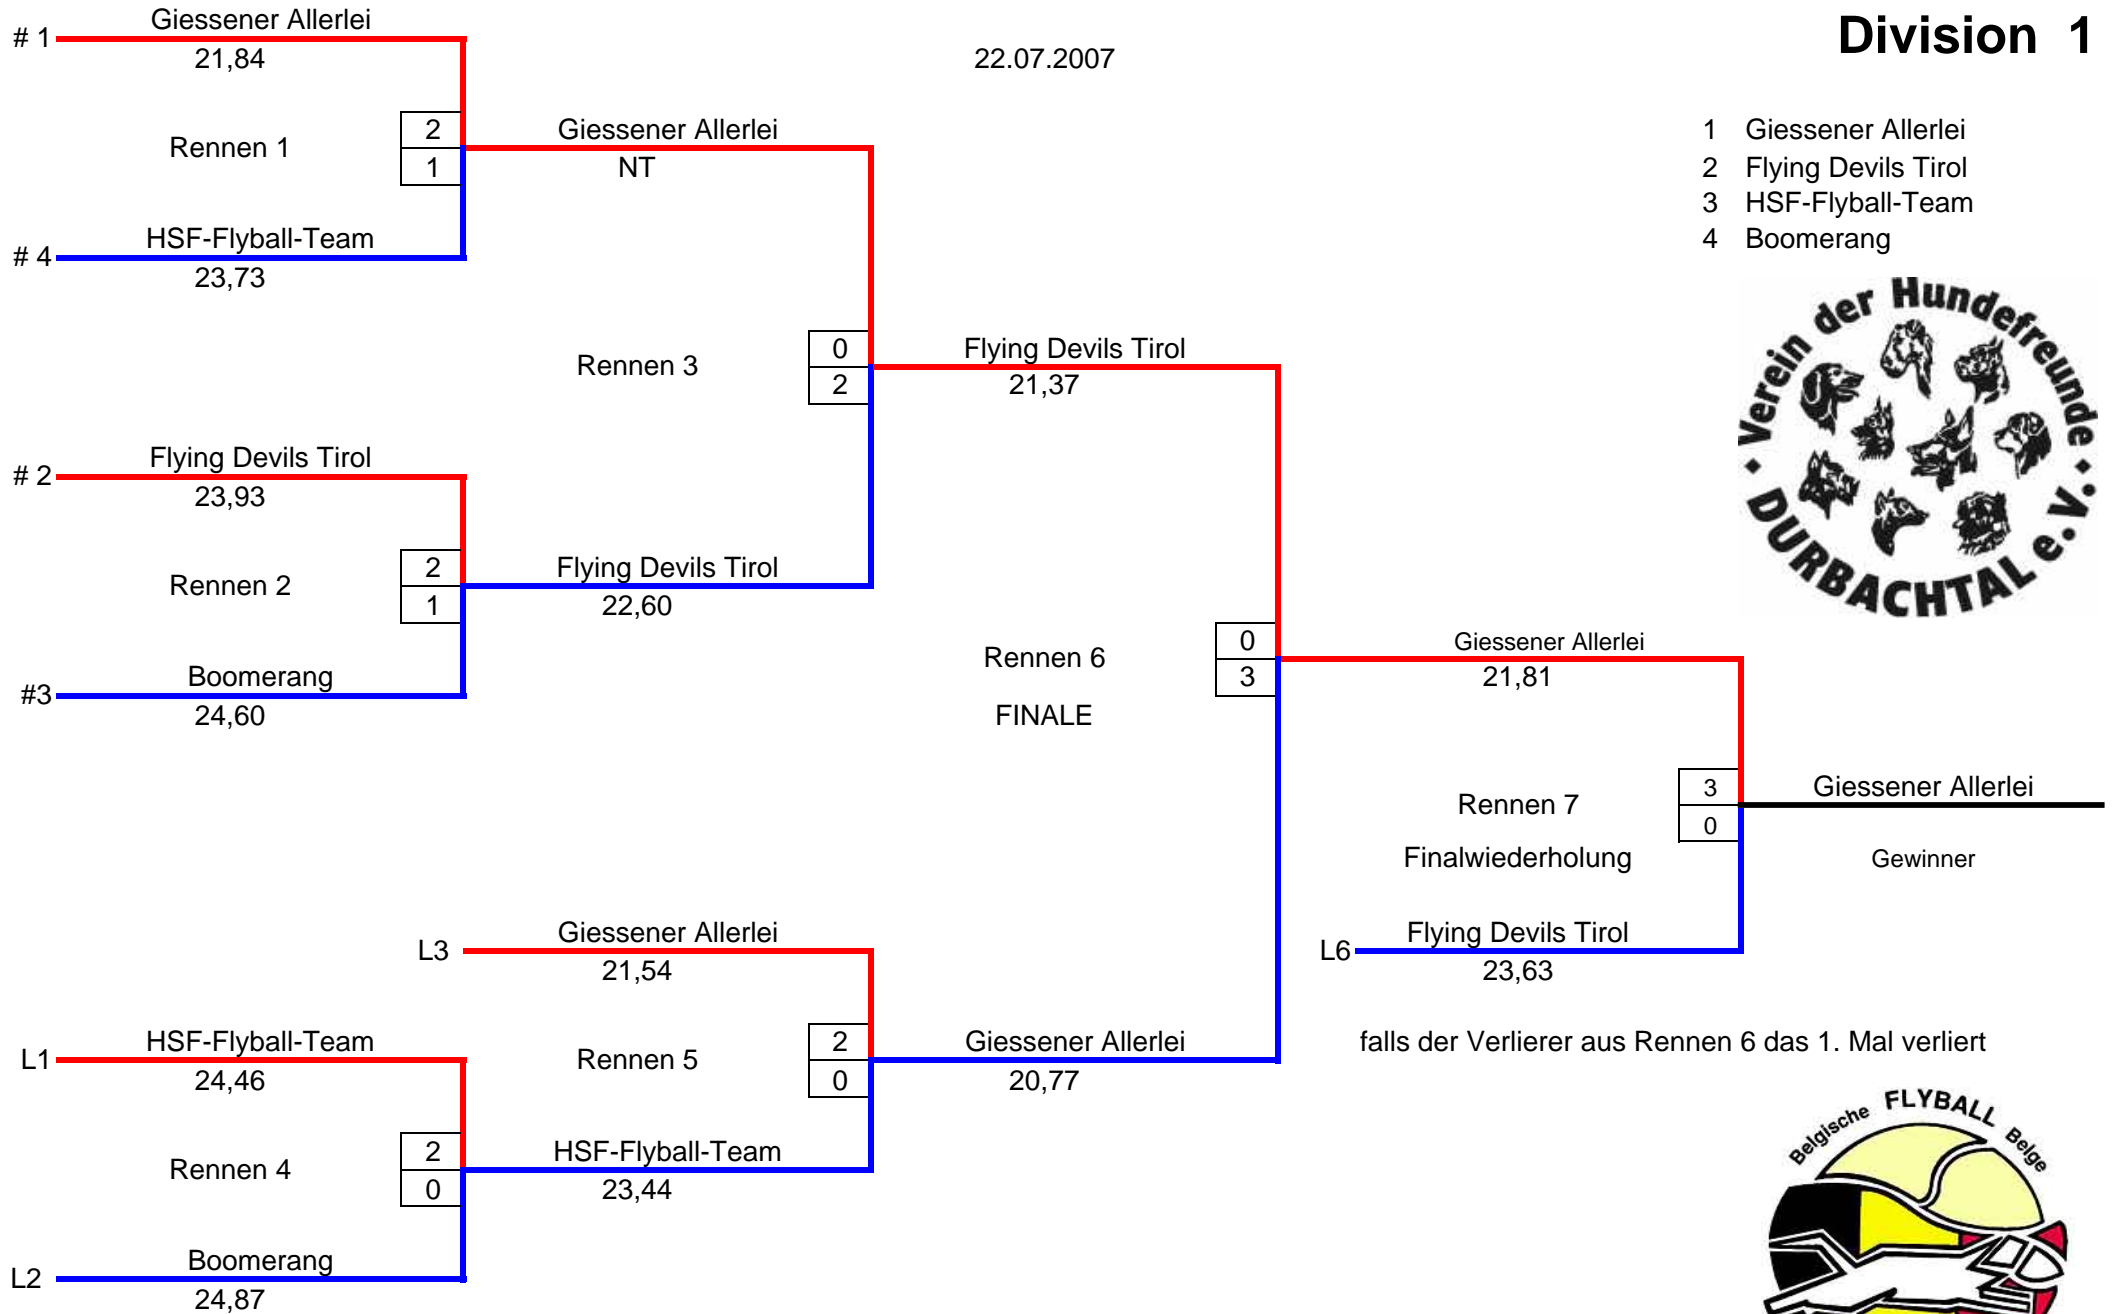 Division 1
22.07.2007
1 Giessener Allerlei
2 Flying Devils Tirol
3 HSF-Flyball-Team
4 Boomerang
Verein der Hundefreunde
DURBACHTAL e.V.
# 1
Giessener Allerlei
21,84
Rennen 1
2
1
# 4
HSF-Flyball-Team
23,73
# 2
Flying Devils Tirol
23,93
Rennen 2
2
1
#3
Boomerang
24,60
Giessener Allerlei
NT
Rennen 3
0
2
Flying Devils Tirol
22,60
Flying Devils Tirol
21,37
Rennen 6
0
3
FINALE
Giessener Allerlei
21,81
Rennen 7
3
0
Finalwiederholung
Giessener Allerlei
Gewinner
L6
Flying Devils Tirol
23,63
falls der Verlierer aus Rennen 6 das 1. Mal verliert
L3
Giessener Allerlei
21,54
Rennen 5
2
0
Giessener Allerlei
20,77
L1
HSF-Flyball-Team
24,46
Rennen 4
2
0
HSF-Flyball-Team
23,44
L2
Boomerang
24,87
Belgische FLYBALL Belge